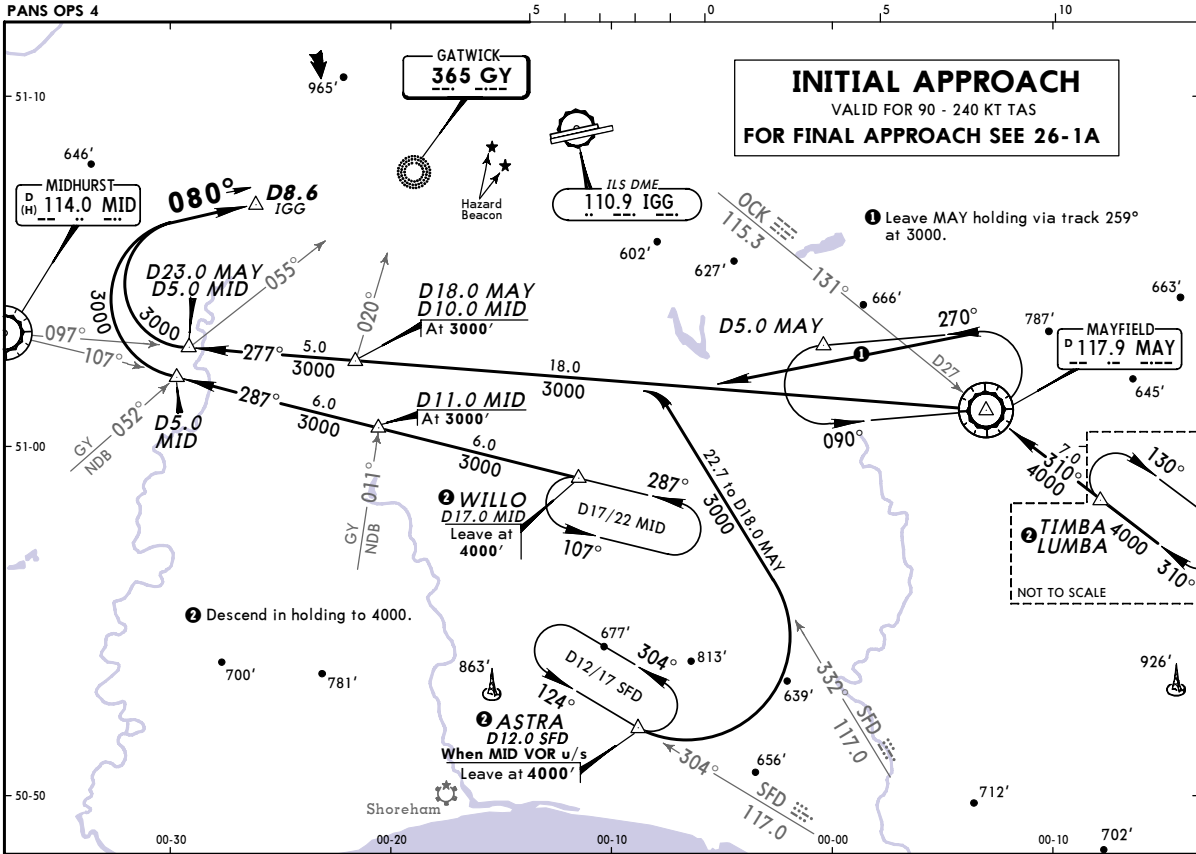 PANS OPS 4
5
0
5
10
51-10
965'
GATWICK
365 GY
INITIAL APPROACH
VALID FOR 90 - 240 KT TAS
FOR FINAL APPROACH SEE 26-1A
646'
MIDHURST
D
(H) 114.0 MID
080°
D8.6
IGG
Hazard
Beacon
ILS DME
110.9 IGG
OCK
115.3
❶ Leave MAY holding via track 259°
at 3000.
602'
627'
131°
666'
663'
D23.0 MAY
D5.0 MID
055°
020°
D18.0 MAY
D10.0 MID
At 3000'
D5.0 MAY
270°
787'
MAYFIELD
D 117.9 MAY
3000
3000
097°
107°
277°
5.0
3000
18.0
3000
❶
D27
645'
052°
GY
NDB
D5.0
MID
287°
6.0
3000
D11.0 MID
At 3000'
090°
51-00
6.0
3000
7.0
310°
4000
130°
011°
GY
NDB
❷ WILLO
D17.0 MID
Leave at
4000'
287°
D17/22 MID
107°
22.7 to D18.0 MAY
3000
❷ TIMBA
LUMBA
4000
310°
NOT TO SCALE
❷ Descend in holding to 4000.
700'
781'
863'
677'
304°
813'
D12/17 SFD
124°
639'
332°
SFD
117.0
926'
❷ ASTRA
D12.0 SFD
When MID VOR u/s
Leave at 4000'
304°
SFD
117.0
656'
712'
50-50
Shoreham
702'
00-30
00-20
00-10
00-00
00-10